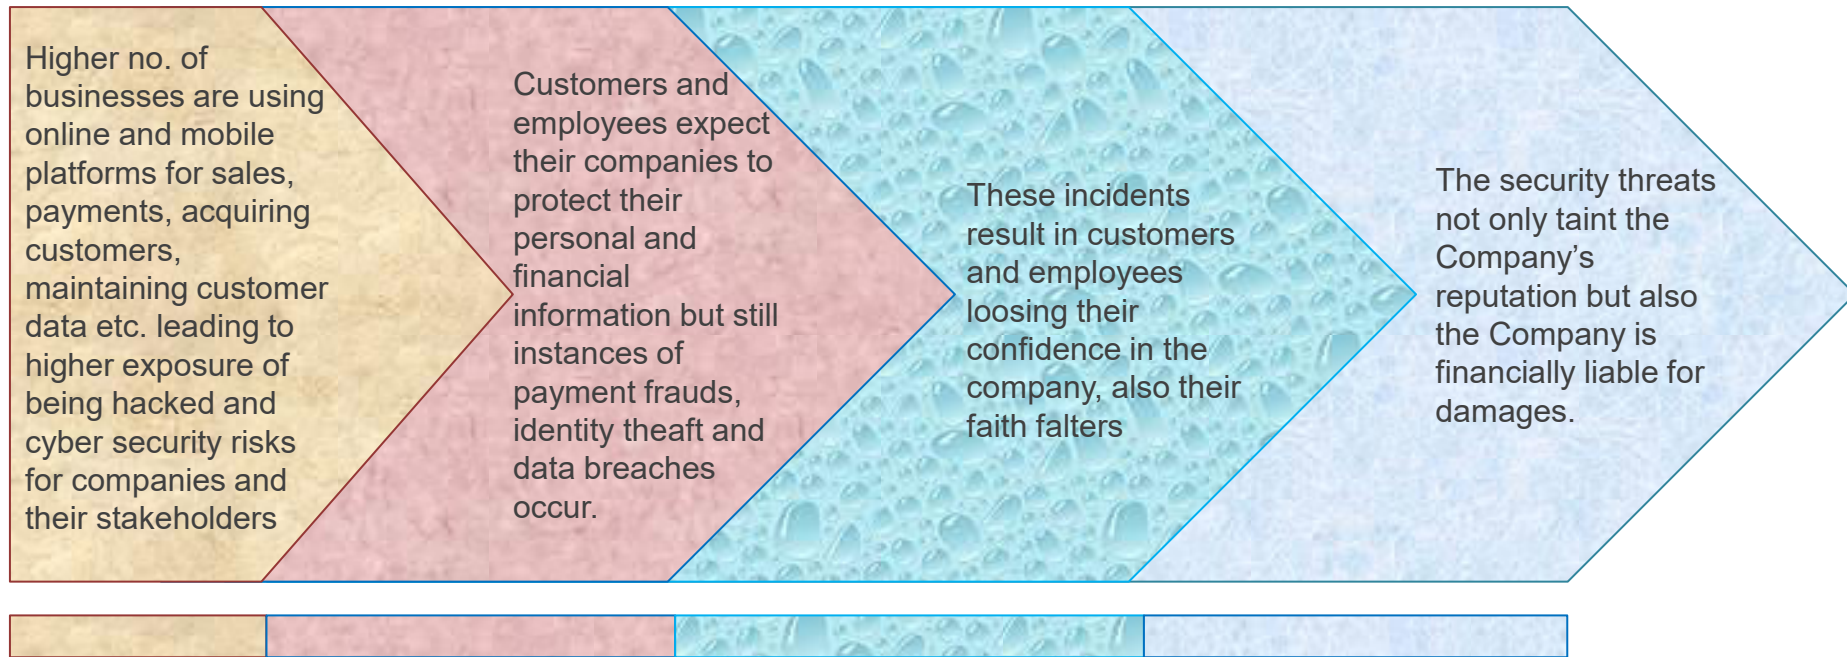 Higher no. of
businesses are using
online and mobile
platforms for sales,
payments, acquiring
customers,
maintaining customer
data etc. leading to
higher exposure of
being hacked and
cyber security risks
for companies and
their stakeholders
Customers and
employees expect
their companies to
protect their
personal and
financial
information but still
instances of
payment frauds,
identity theaft and
data breaches
occur.
These incidents
result in customers
and employees
loosing their
confidence in the
company, also their
faith falters
The security threats
not only taint the
Company’s
reputation but also
the Company is
financially liable for
damages.